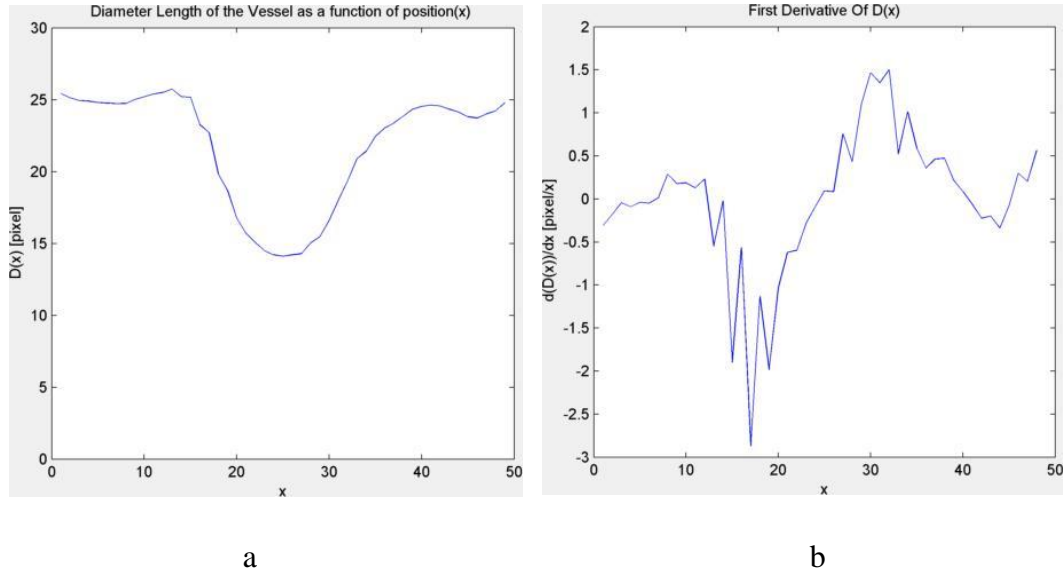 Diameter Length of the Vessel as a function of position(x)
30
25
20
15
10
5
0
D(x) [pixel]
0 10 20 30 40 50
x
a
First Derivative Of D(x)
2
1.5
1
0.5
0
-0.5
-1
-1.5
-2
-2.5
-3
d(D(x))/dx [pixel/x]
0 10 20 30 40 50
x
b